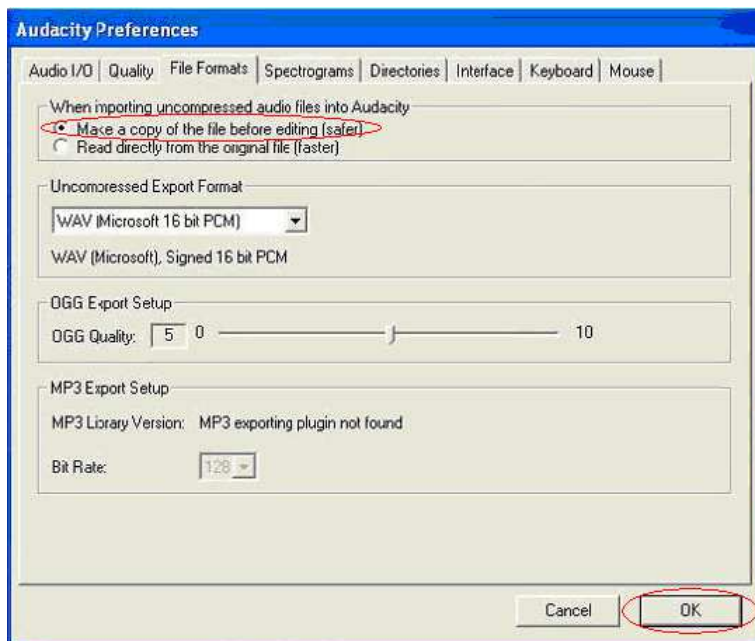 Audacity Preferences
Audio I/O Quality File Formats Spectrograms Directories Interface Keyboard Mouse
When importing uncompressed audio files into Audacity
Make a copy of the file before editing (safer)
Read directly from the original file (faster)
Uncompressed Export Format
WAV (Microsoft 16 bit PCM)
WAV (Microsoft), Signed 16 bit PCM
OGG Export Setup
OGG Quality: 5 0 10
MP3 Export Setup
MP3 Library Version: MP3 exporting plugin not found
Bit Rate: 128
Cancel OK